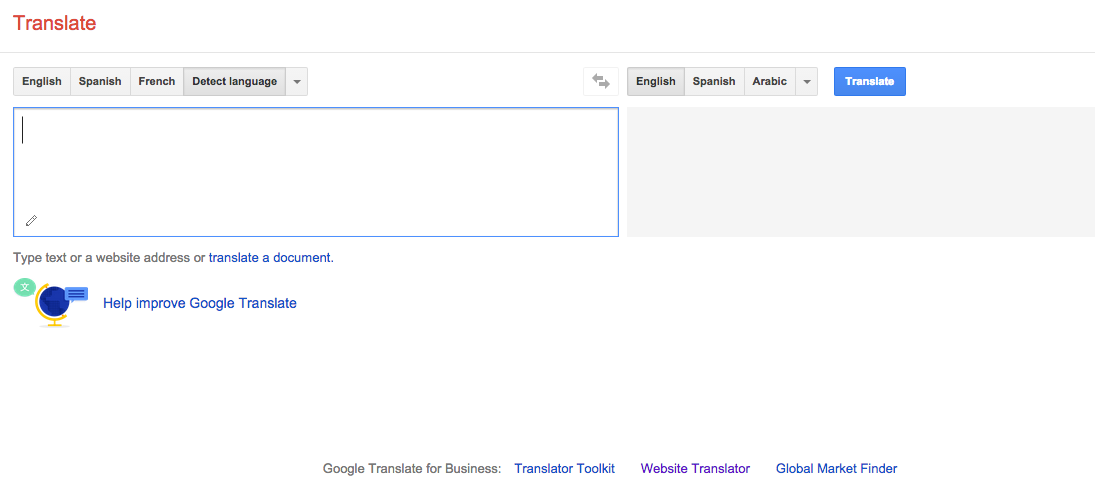 Translate
English Spanish French Detect language English Spanish Arabic Translate
Type text or a website address or translate a document.
文
Help improve Google Translate
Google Translate for Business: Translator Toolkit Website Translator Global Market Finder